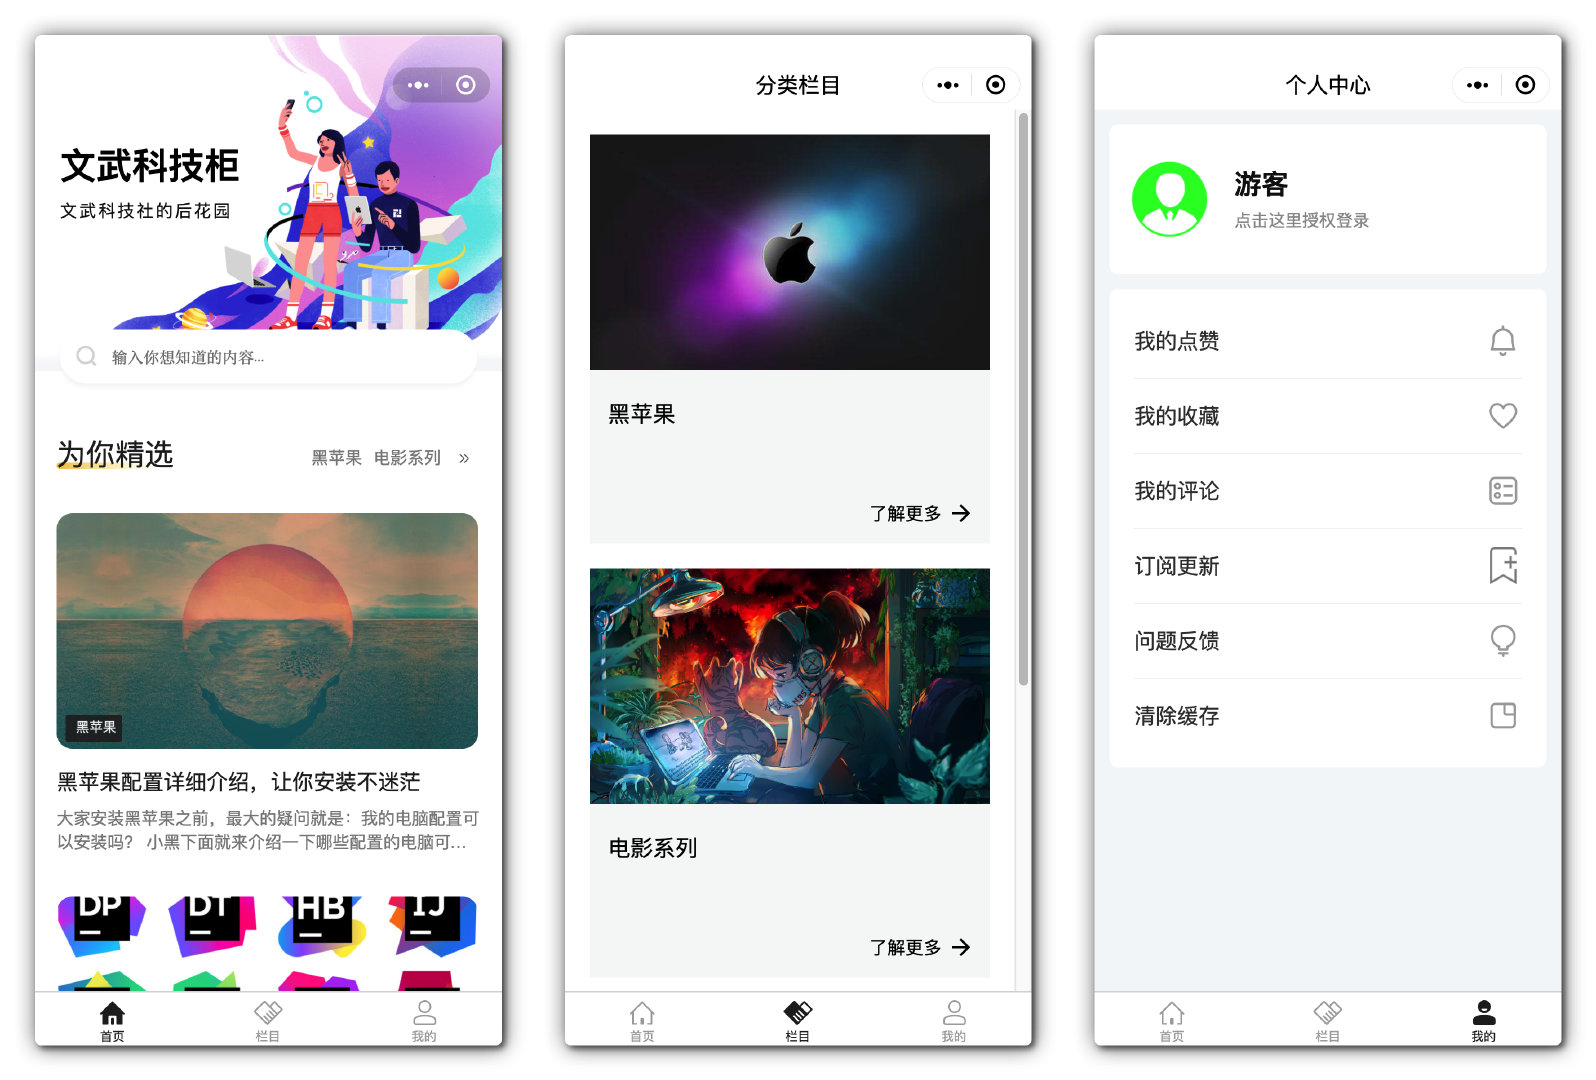 文武科技柜
文武科技社的后花园
输入你想知道的内容...
为你精选
黑苹果 电影系列 »
黑苹果
黑苹果配置详细介绍，让你安装不迷茫
大家安装黑苹果之前，最大的疑问就是：我的电脑配置可
以安装吗？ 小黑下面就来介绍一下哪些配置的电脑可...
DP DT HB IJ
首页 栏目 我的
分类栏目
黑苹果
了解更多 →
电影系列
了解更多 →
首页 栏目 我的
个人中心
游客
点击这里授权登录
我的点赞
我的收藏
我的评论
订阅更新
问题反馈
清除缓存
首页 栏目 我的